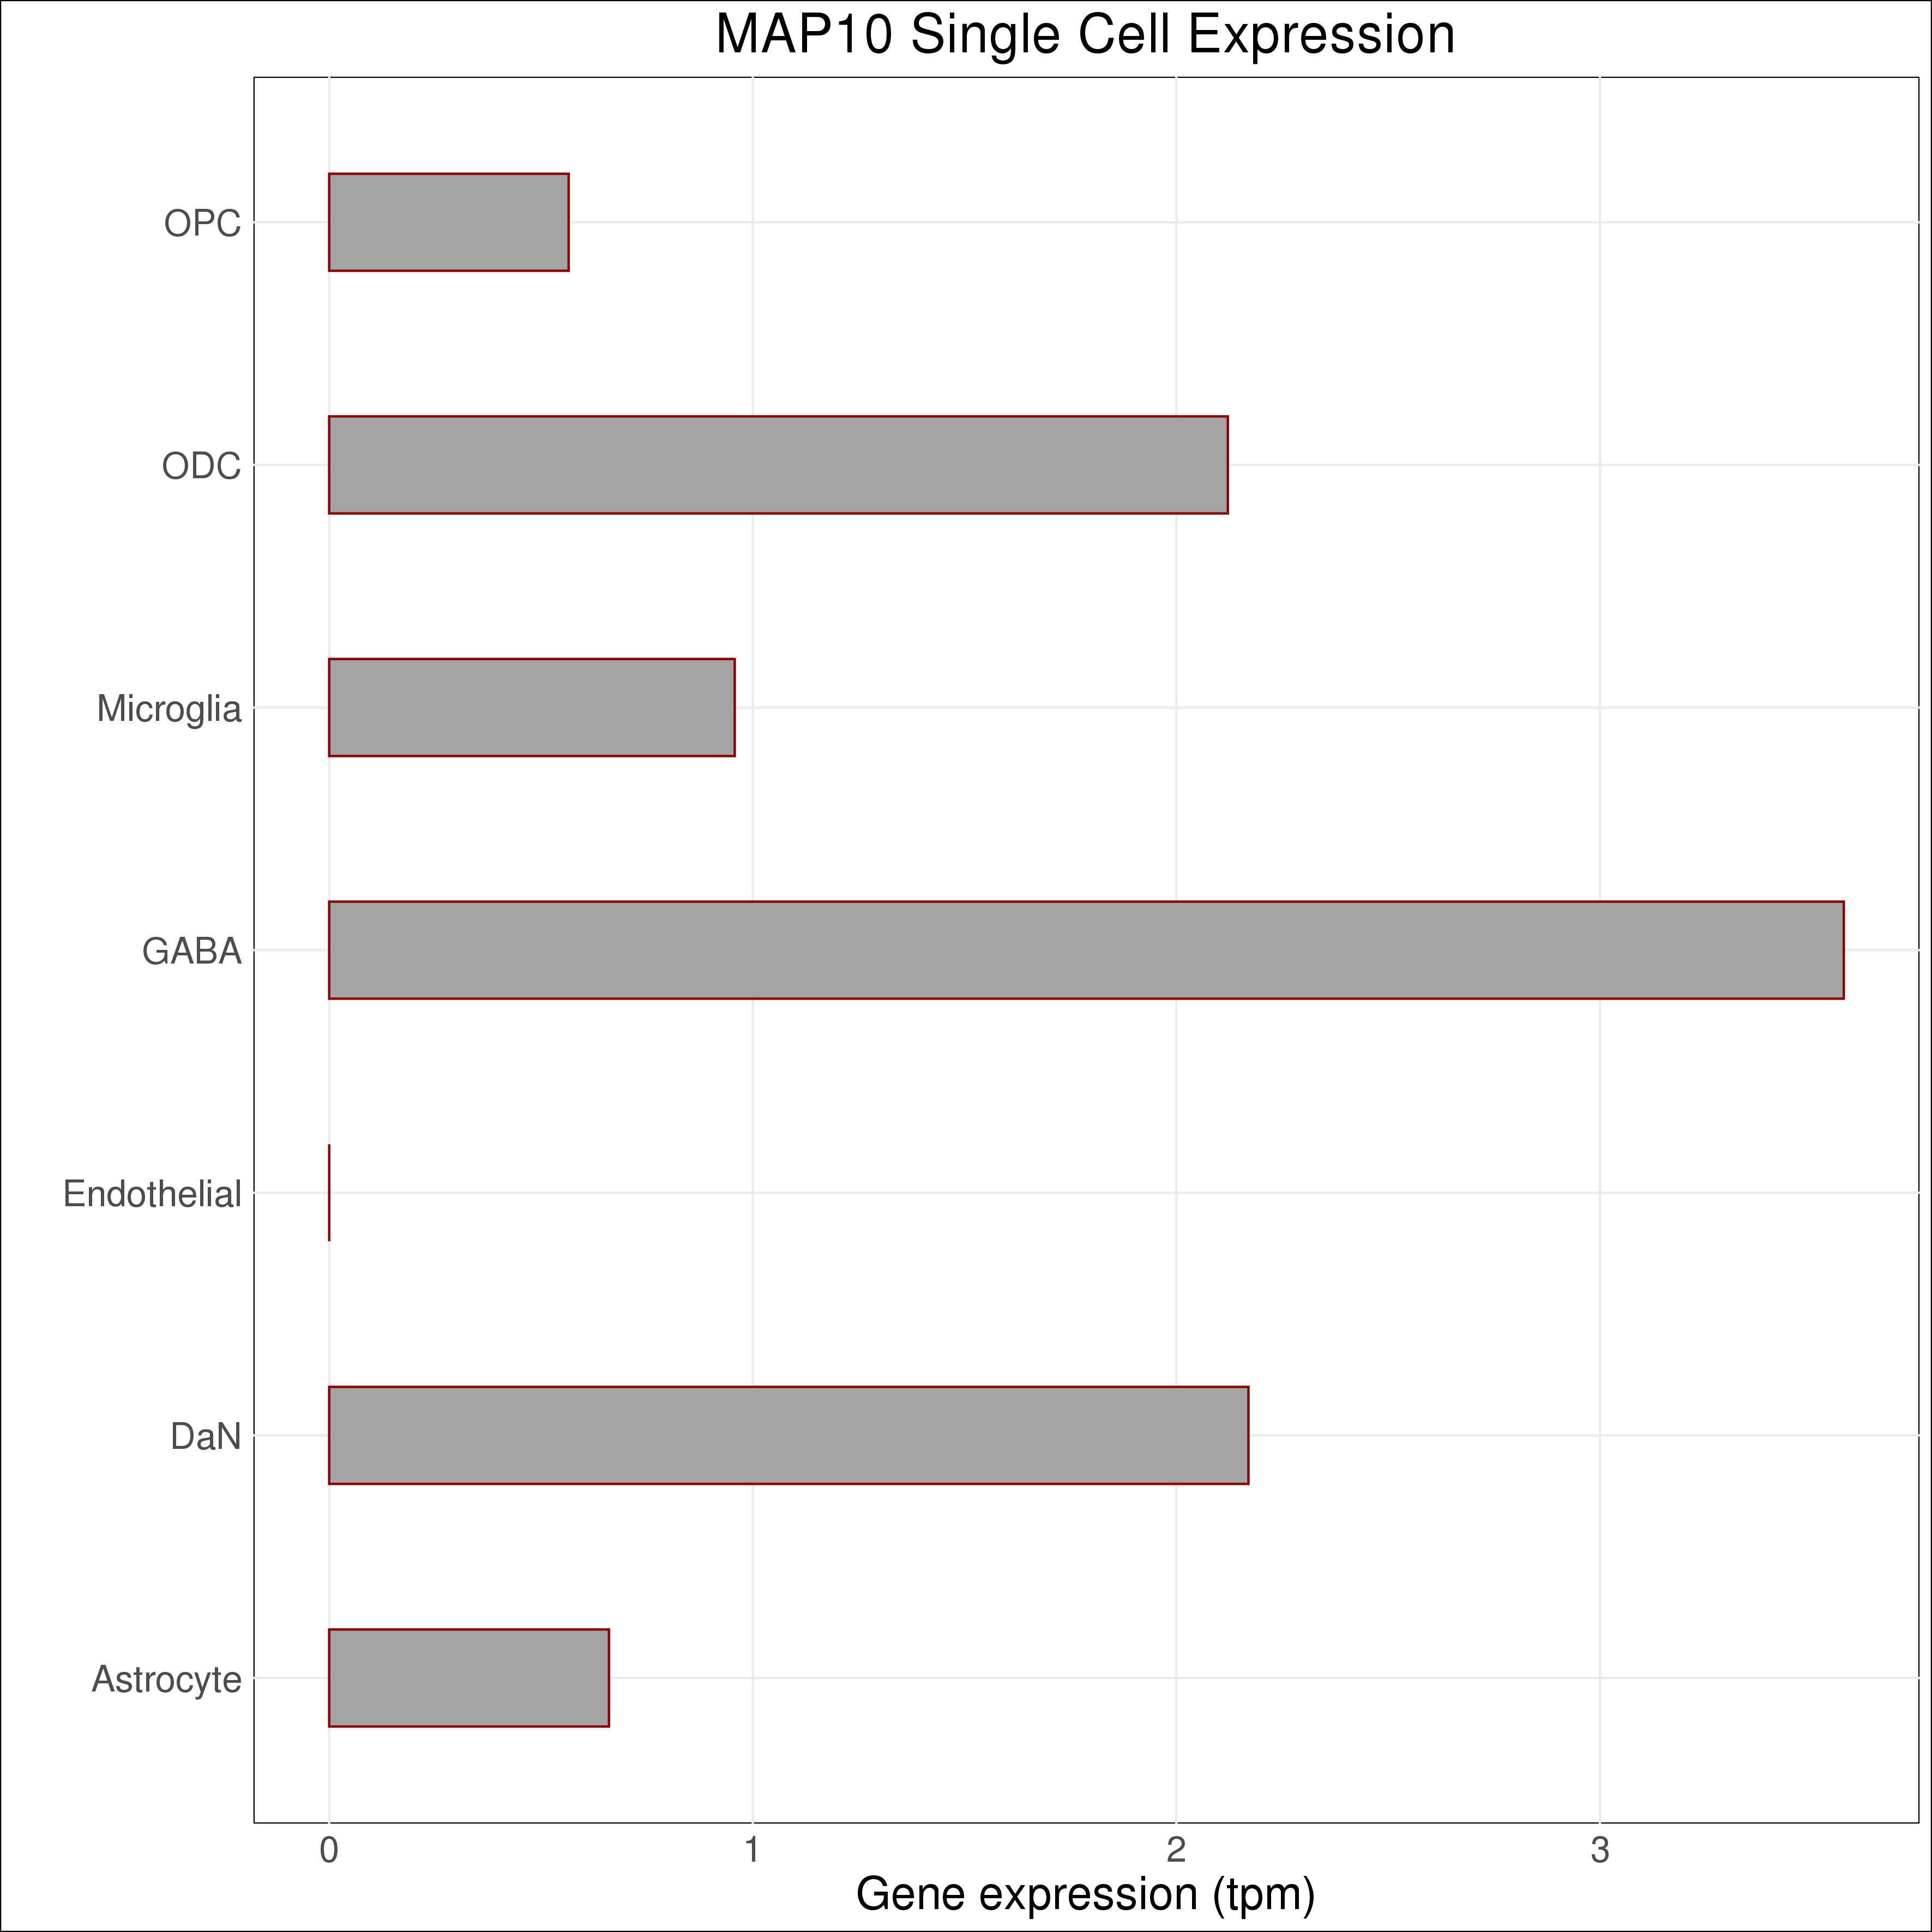 MAP10 Single Cell Expression
OPC
ODC
Microglia
GABA
Endothelial
DaN
Astrocyte
0 1 2 3
Gene expression (tpm)